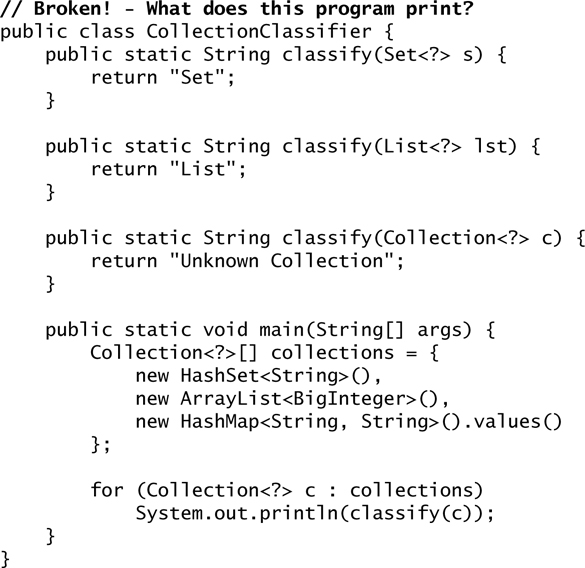 // Broken! - What does this program print?
public class CollectionClassifier {
    public static String classify(Set<?> s) {
        return "Set";
    }

    public static String classify(List<?> lst) {
        return "List";
    }

    public static String classify(Collection<?> c) {
        return "Unknown Collection";
    }

    public static void main(String[] args) {
        Collection<?>[] collections = {
            new HashSet<String>(),
            new ArrayList<BigInteger>(),
            new HashMap<String, String>().values()
        };

        for (Collection<?> c : collections)
            System.out.println(classify(c));
    }
}